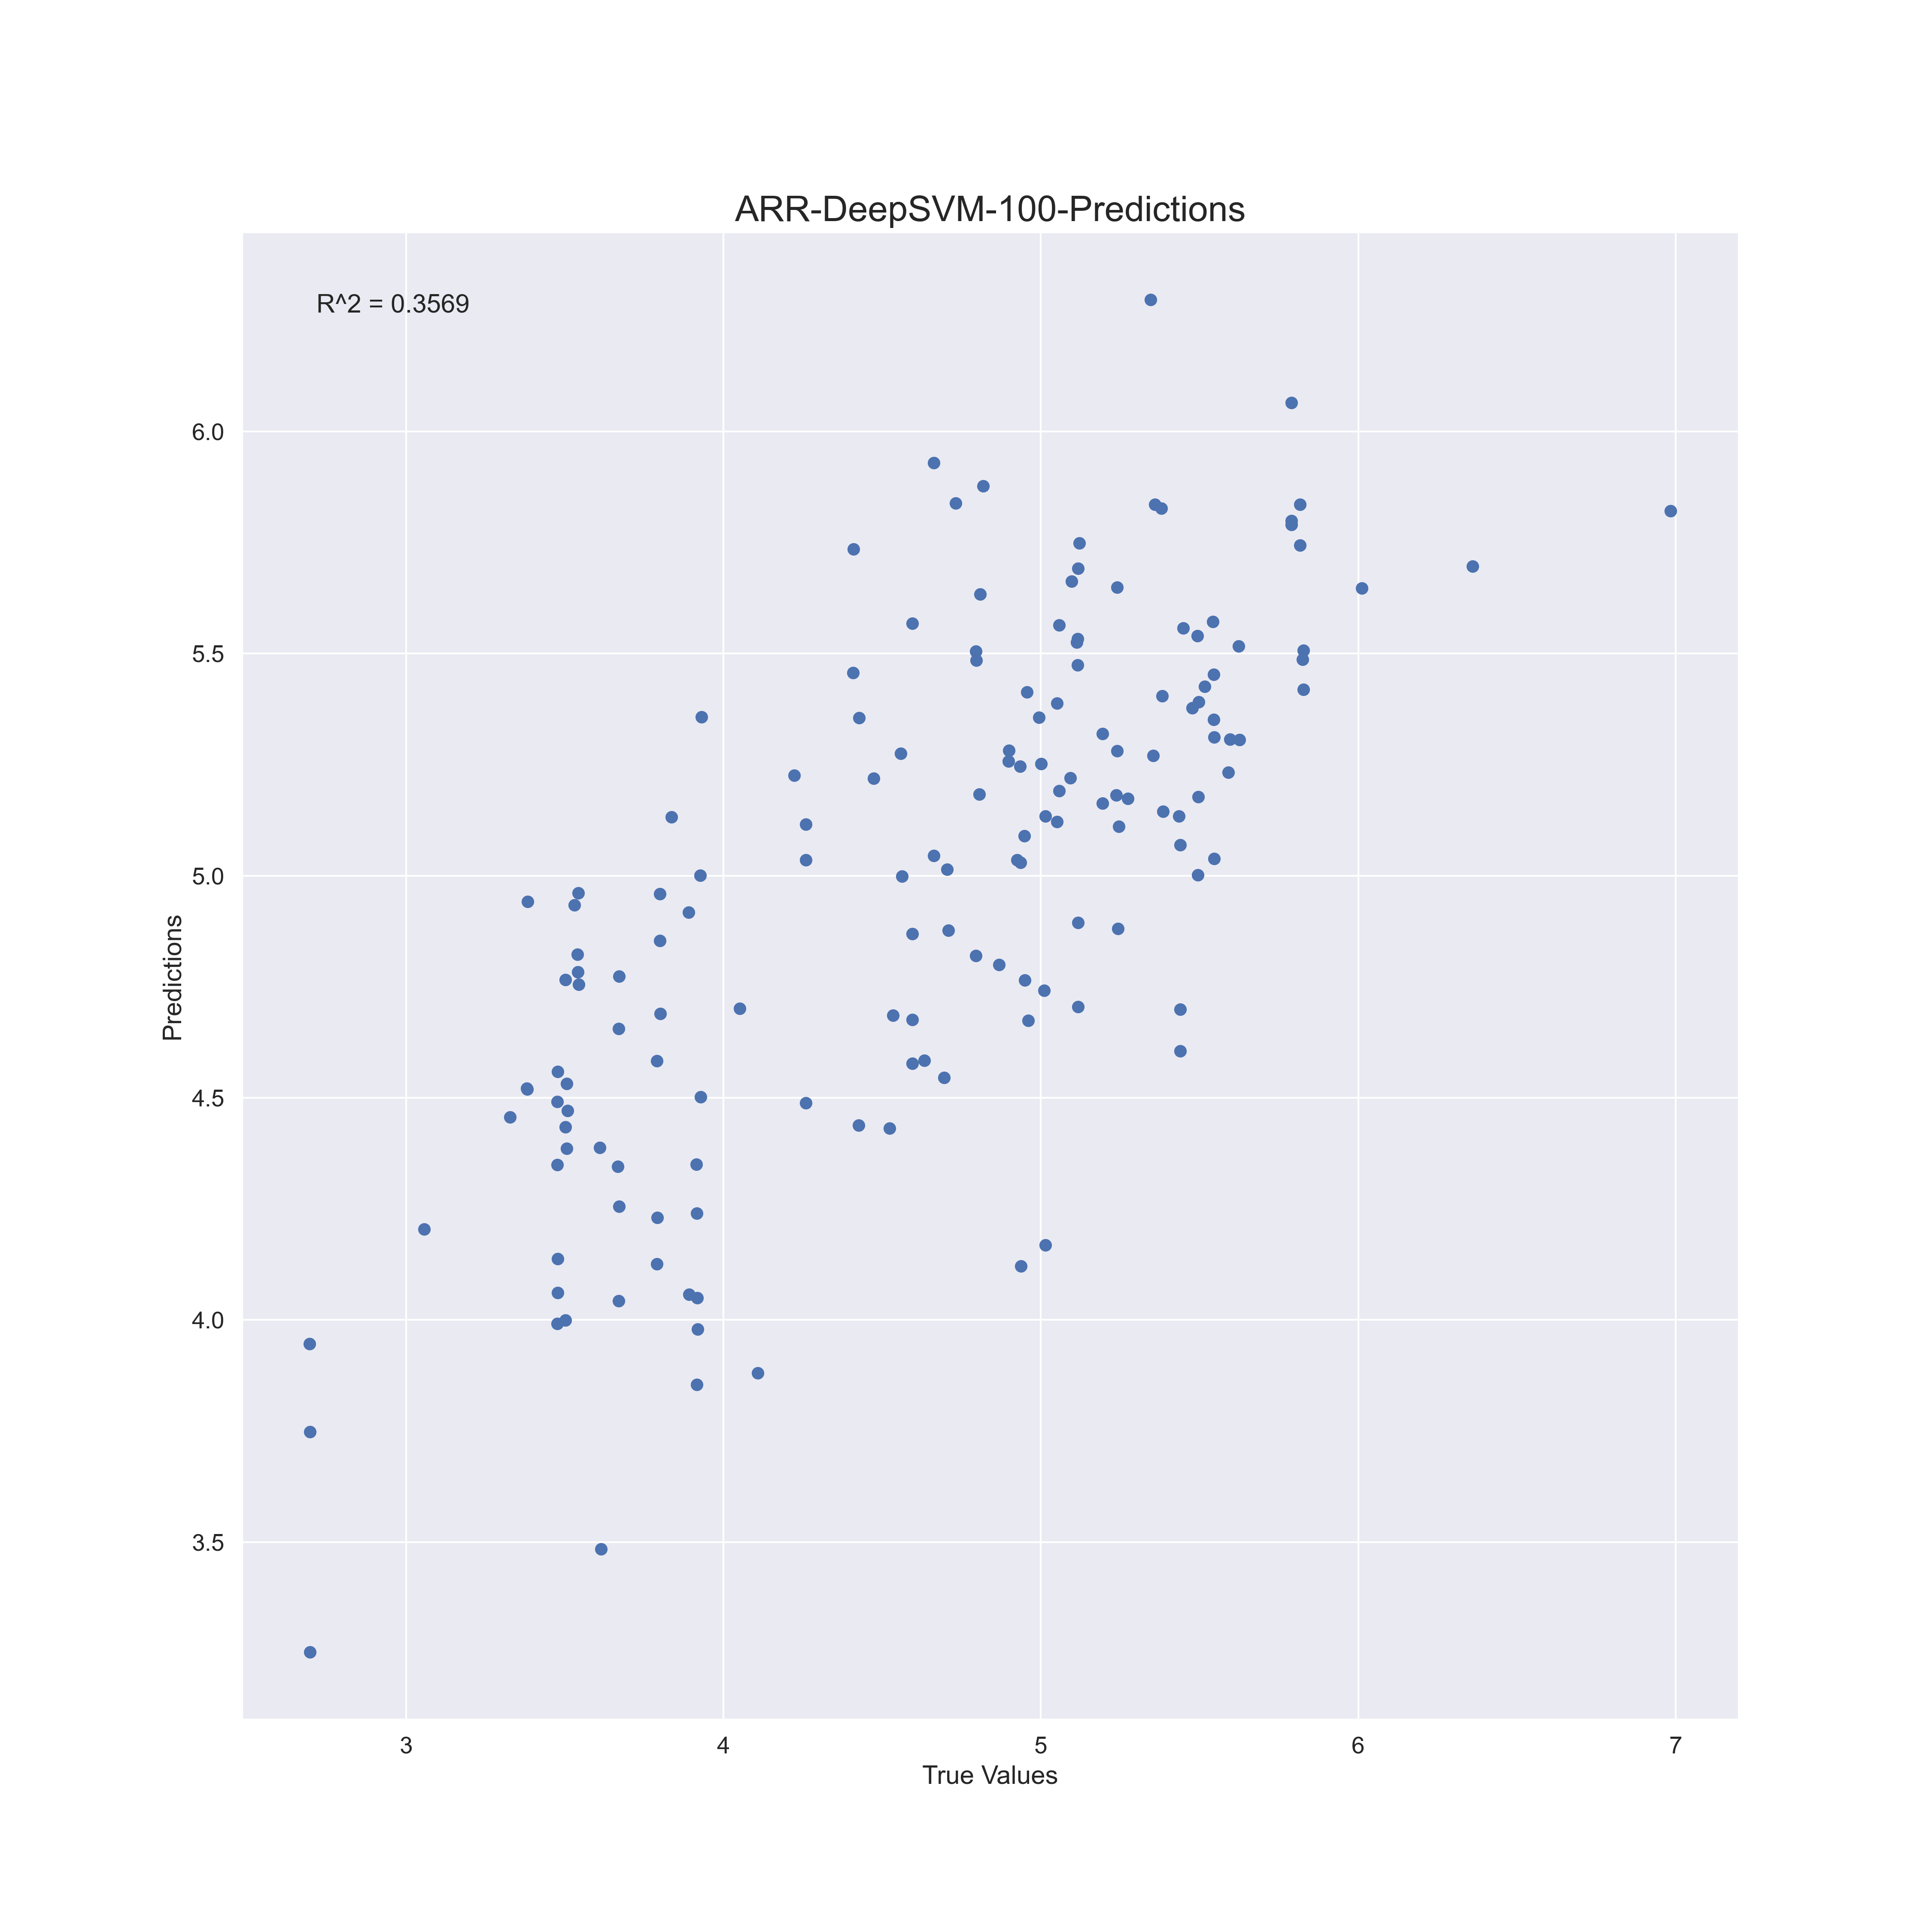 ARR-DeepSVM-100-Predictions
R^2 = 0.3569
6.0
5.5
5.0
4.5
4.0
3.5
Predictions
3 4 5 6 7
True Values